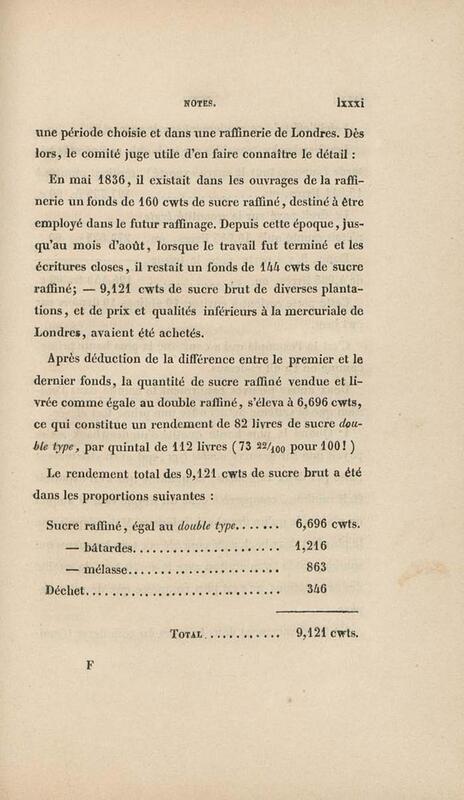 NOTES. lxxxi
une période choisie et dans une raffinerie de Londres. Dès
lors, le comité juge utile d'en faire connaître le détail :
En mai 1836, il existait dans les ouvrages de la raffi-
nerie un fonds de 160 cwts de sucre raffiné, destiné à être
employé dans le futur raffinage. Depuis cette époque, jus-
qu'au mois d'août, lorsque le travail fut terminé et les
écritures closes, il restait un fonds de 144 cwts de sucre
raffiné; — 9,121 cwts de sucre brut de diverses planta-
tions, et de prix et qualités inférieurs à la mercuriale de
Londres, avaient été achetés.
Après déduction de la différence entre le premier et le
dernier fonds, la quantité de sucre raffiné vendue et li-
vrée comme égale au double raffiné, s'éleva à 6,696 cwts,
ce qui constitue un rendement de 82 livres de sucre dou-
ble type, par quintal de 112 livres (73 22/100 pour 100!)
Le rendement total des 9,121 cwts de sucre brut a été
dans les proportions suivantes :
Sucre raffiné, égal au double type....... 6,696 cwts.
— bâtardes...................... 1,216
— mélasse....................... 863
Déchet.............................. 346
TOTAL............ 9,121 cwts.
F